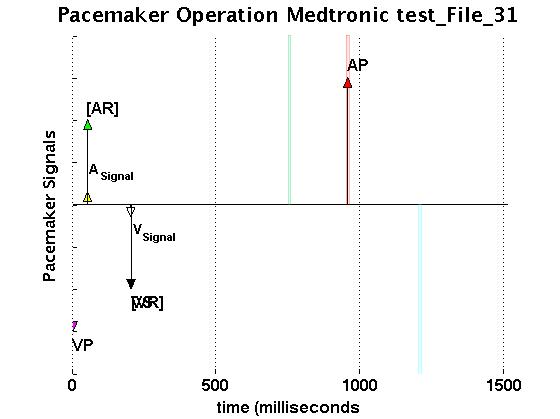 Pacemaker Operation Medtronic test_File_31
AP
[AR]
A Signal
V Signal
VP
Pacemaker Signals
0 500 1000 1500
time (milliseconds